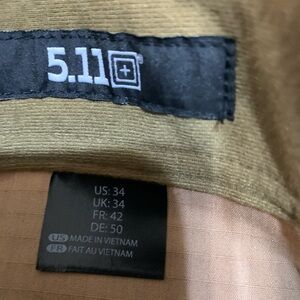 5.11
US: 34
UK: 34
FR: 42
DE: 50
US MADE IN VIETNAM
FR FAIT AU VIETNAM